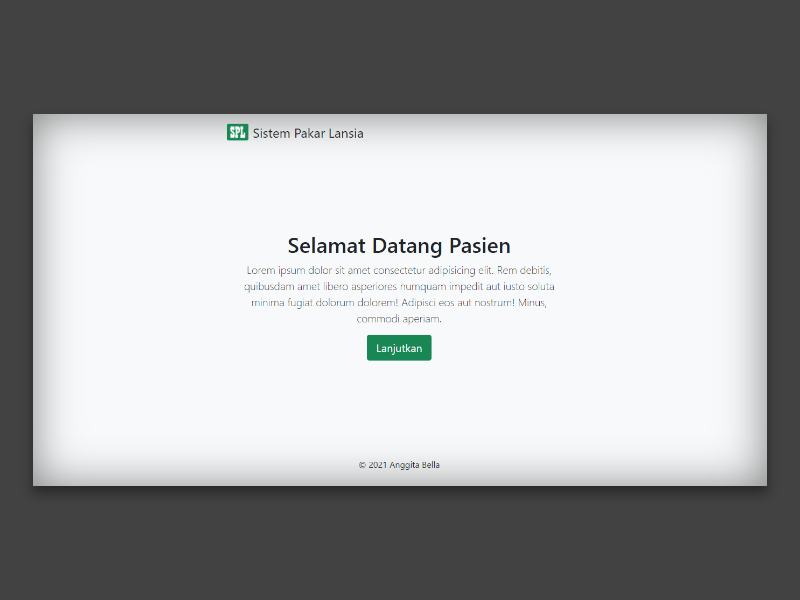 SPL Sistem Pakar Lansia
Selamat Datang Pasien
Lorem ipsum dolor sit amet consectetur adipisicing elit. Rem debitis,
quibusdam amet libero asperiores numquam impedit aut iusto soluta
minima fugiat dolorum dolorem! Adipisci eos aut nostrum! Minus,
commodi aperiam.
Lanjutkan
© 2021 Anggita Bella